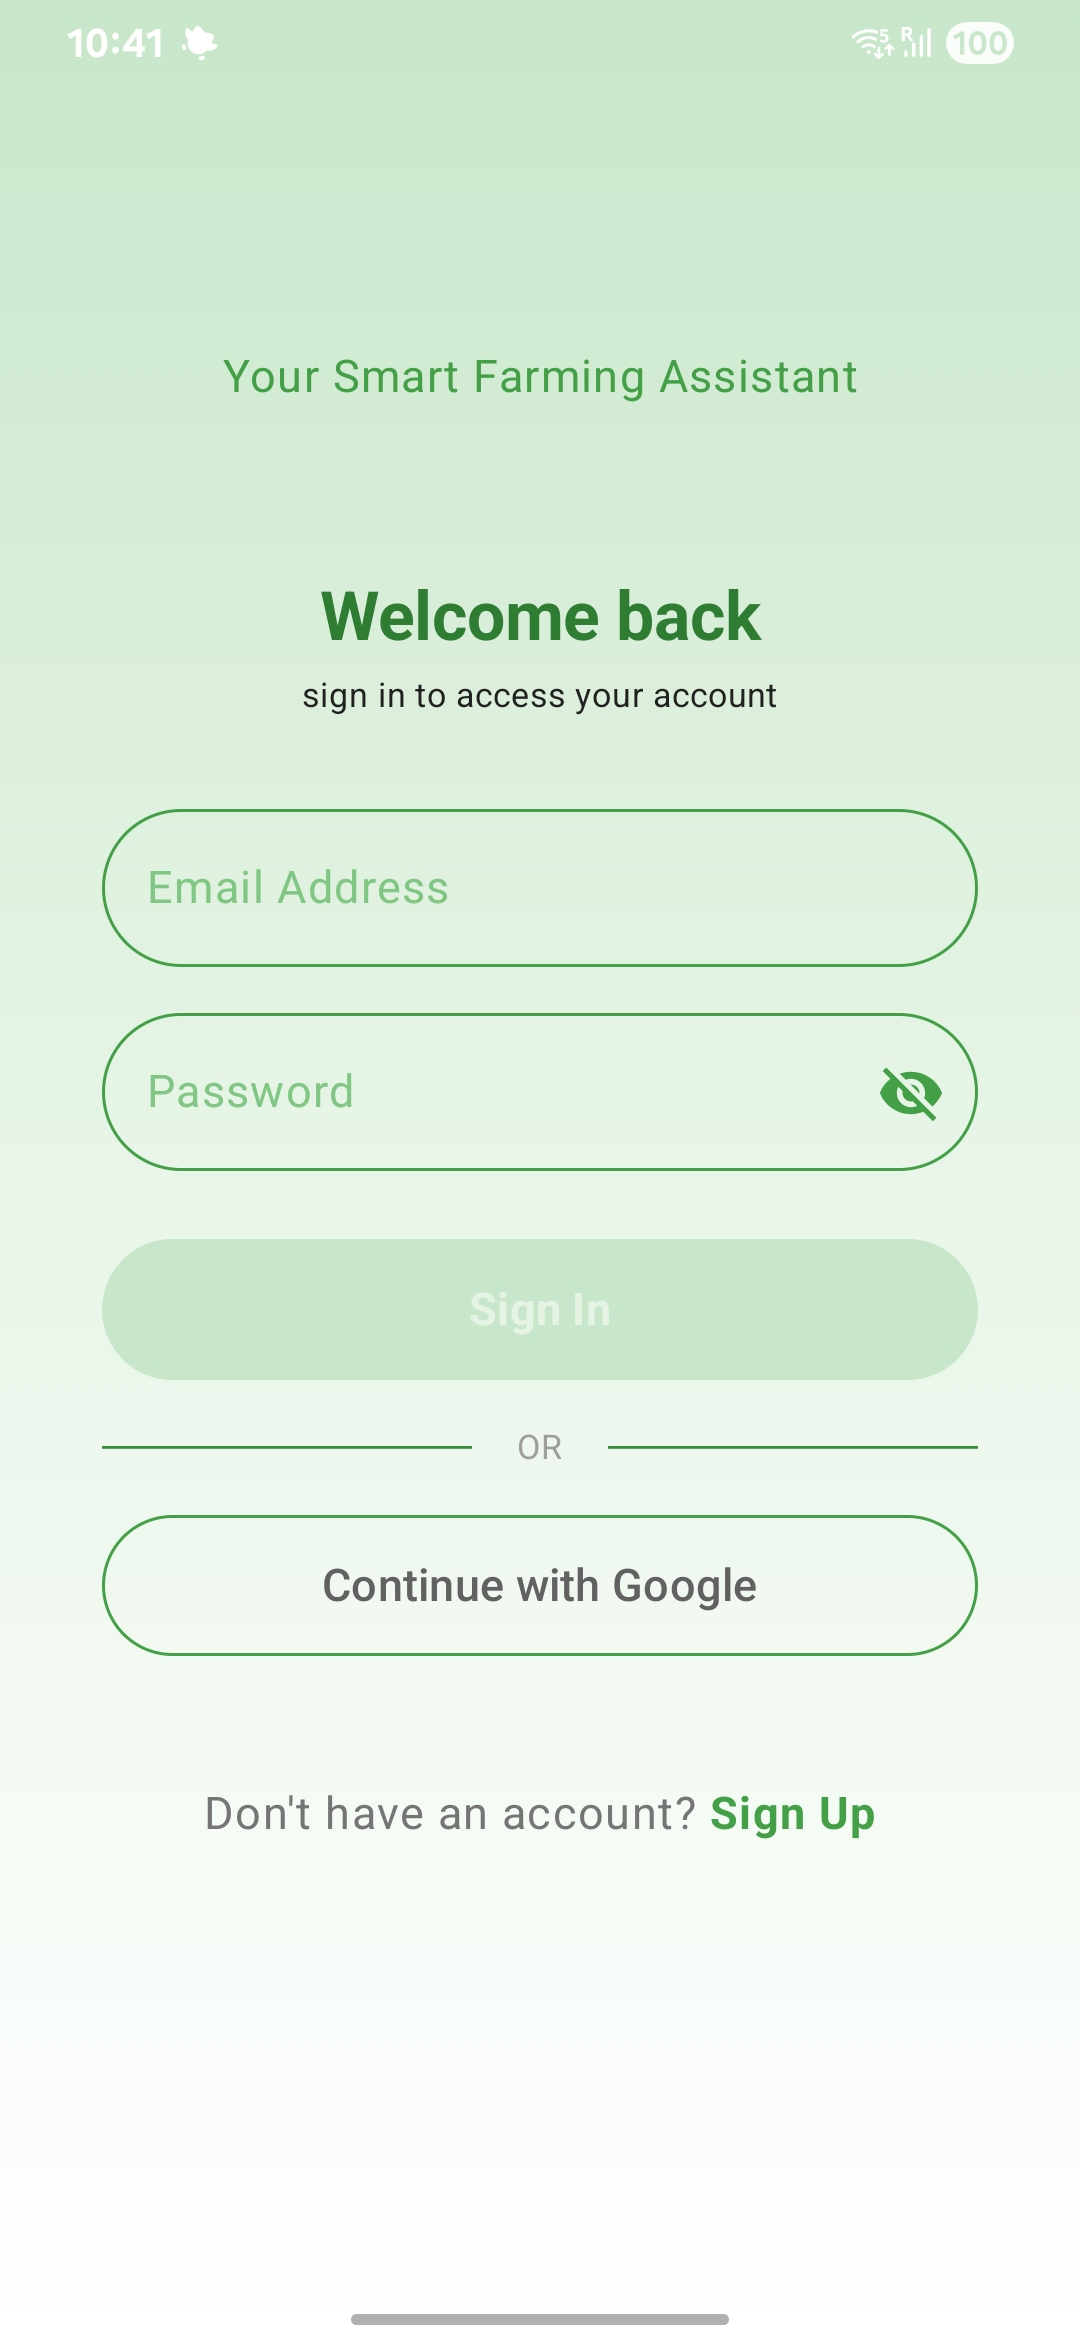 10:41
5 R 100
Your Smart Farming Assistant
Welcome back
sign in to access your account
Email Address
Password
Sign In
OR
Continue with Google
Don't have an account? Sign Up